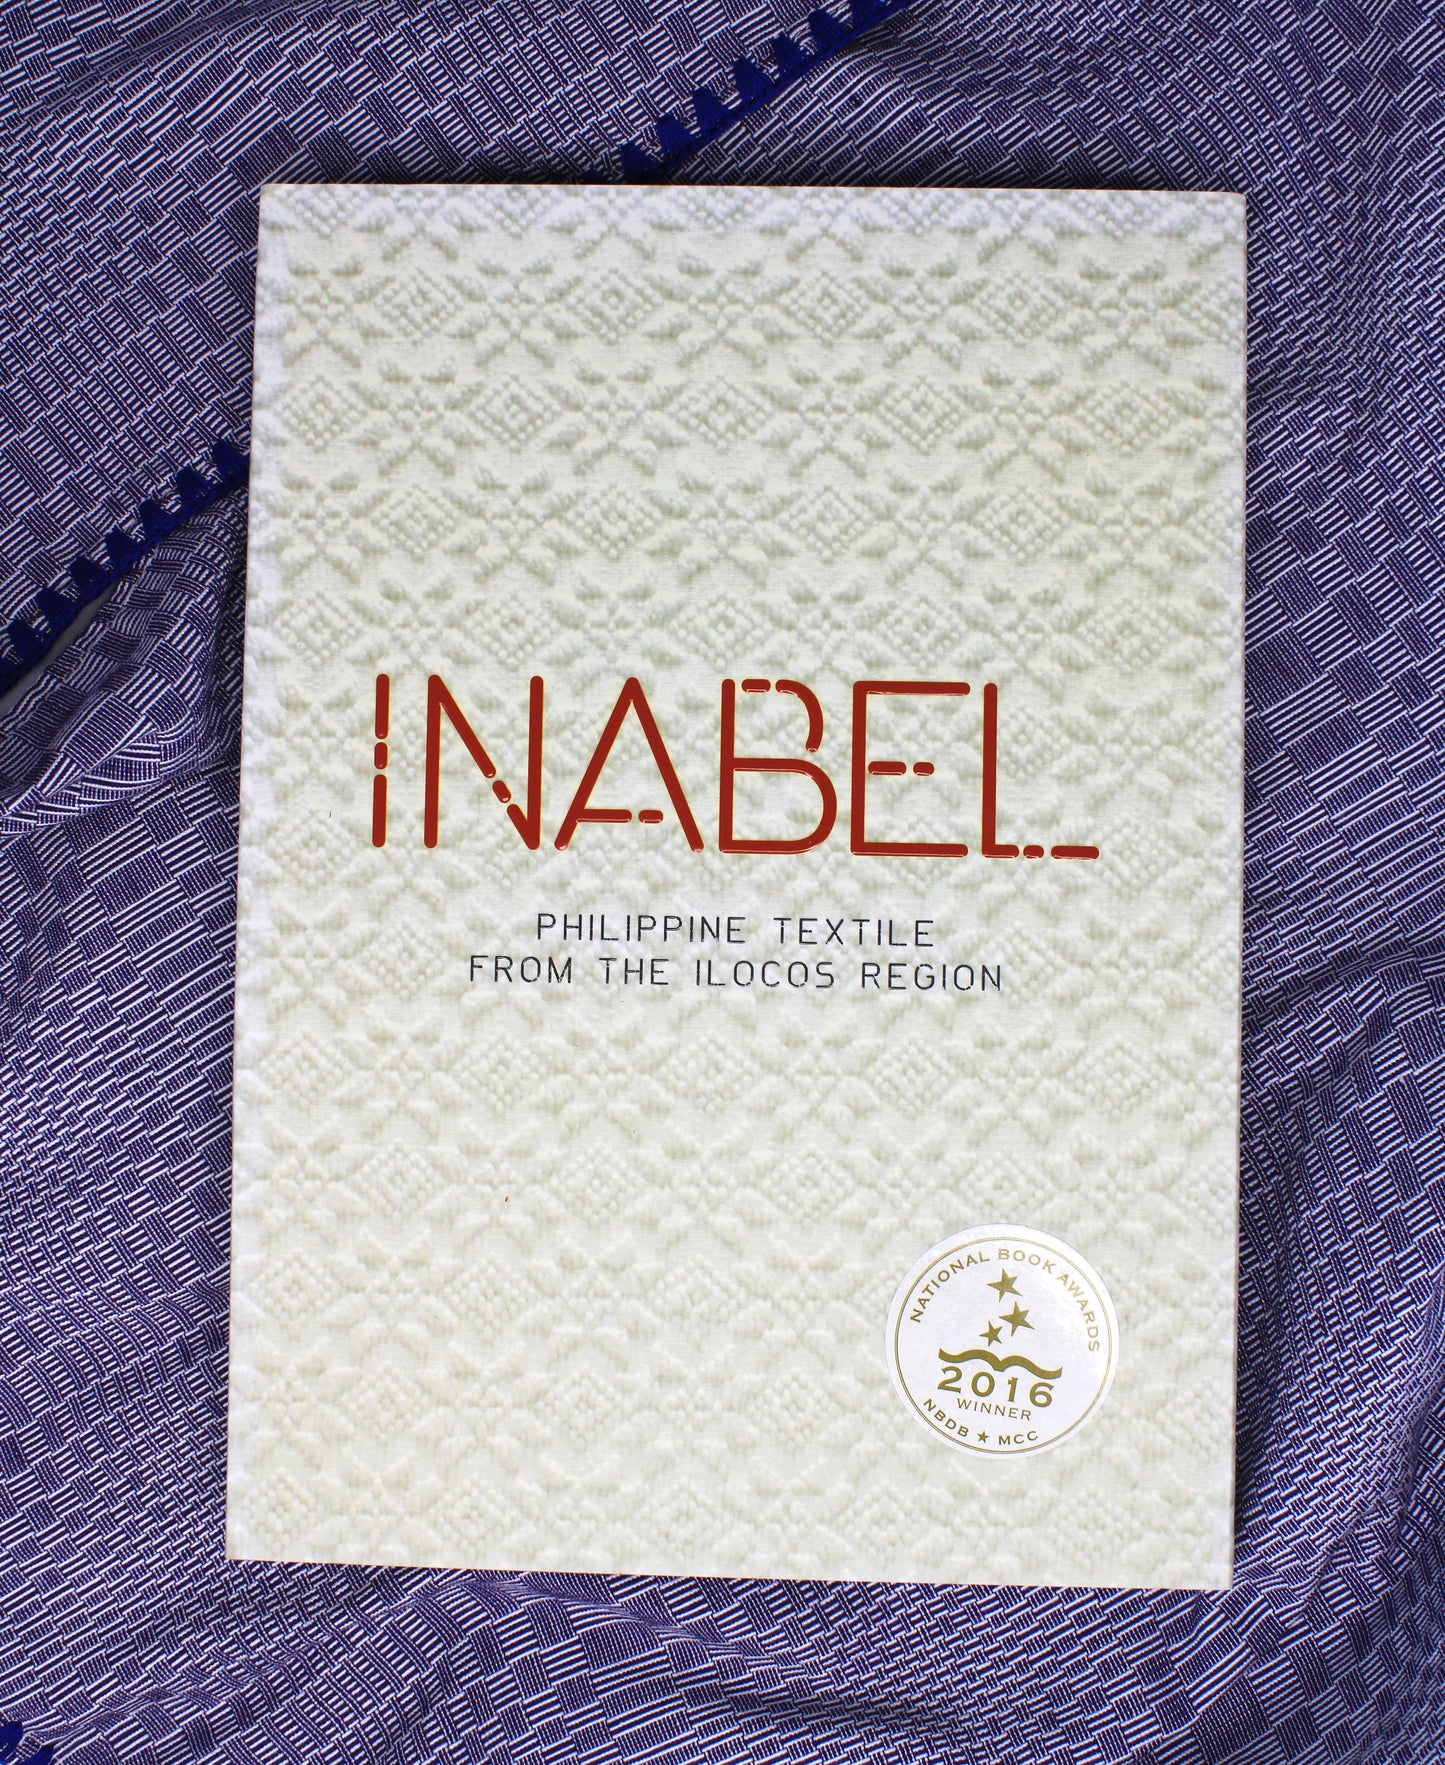 INABEL
PHILIPPINE TEXTILE
FROM THE ILOCOS REGION
NATIONAL BOOK AWARDS
2016
WINNER
NBDB ★ MCC